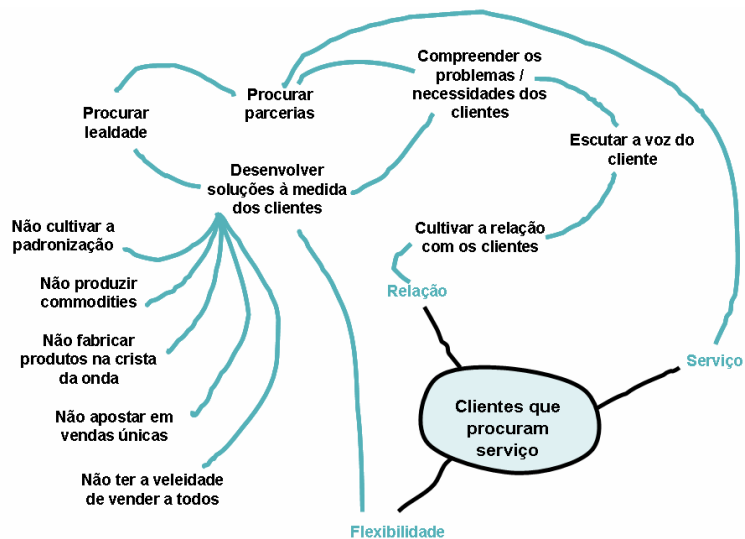 Compreender os
problemas /
necessidades dos
clientes
Procurar
parcerias
Procurar
lealdade
Escutar a voz do
cliente
Desenvolver
soluções à medida
dos clientes
Não cultivar a
padronização
Cultivar a relação
com os clientes
Não produzir
commodities
Relação
Não fabricar
produtos na crista
da onda
Serviço
Clientes que
procuram
serviço
Não apostar em
vendas únicas
Não ter a veleidade
de vender a todos
Flexibilidade